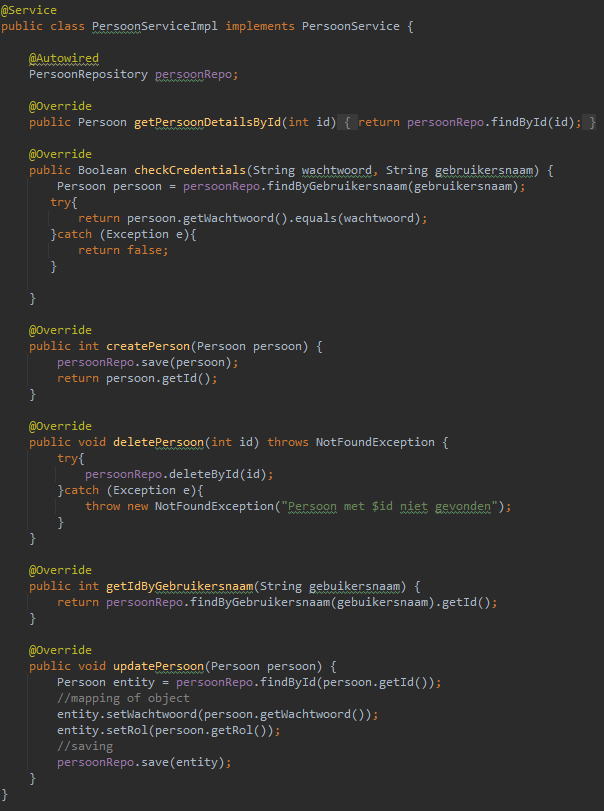 @Service
public class PersoonServiceImpl implements PersoonService {
@Autowired
PersoonRepository persoonRepo;
@Override
public Persoon getPersoonDetailsById(int id) { return persoonRepo.findById(id); }
@Override
public Boolean checkCredentials(String wachtwoord, String gebruikersnaam) {
Persoon persoon = persoonRepo.findByGebruikersnaam(gebruikersnaam);
try{
return persoon.getWachtwoord().equals(wachtwoord);
}catch (Exception e){
return false;
}
}
@Override
public int createPerson(Persoon persoon) {
persoonRepo.save(persoon);
return persoon.getId();
}
@Override
public void deletePersoon(int id) throws NotFoundException {
try{
persoonRepo.deleteById(id);
}catch (Exception e){
throw new NotFoundException("Persoon met $id niet gevonden");
}
}
@Override
public int getIdByGebruikersnaam(String gebuikersnaam) {
return persoonRepo.findByGebruikersnaam(gebuikersnaam).getId();
}
@Override
public void updatePersoon(Persoon persoon) {
Persoon entity = persoonRepo.findById(persoon.getId());
//mapping of object
entity.setWachtwoord(persoon.getWachtwoord());
entity.setRol(persoon.getRol());
//saving
persoonRepo.save(entity);
}
}